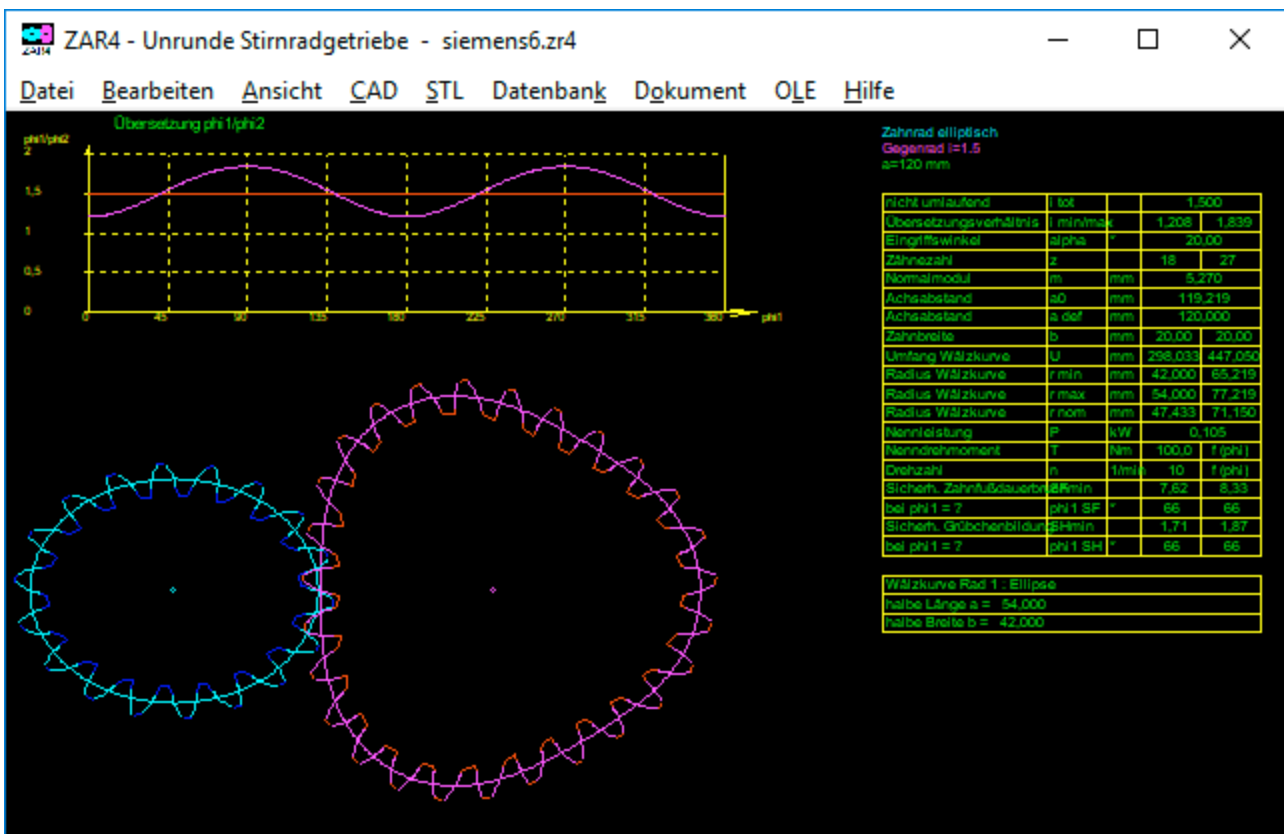 ZAR4 - Unrunde Stirnradgetriebe - siemens6.zr4
Datei Bearbeiten Ansicht CAD STL Datenbank Dokument OLE Hilfe
Übersetzung phi1/phi2
phi1/phi2
2
1,5
1
0,5
0
0 45 90 135 180 225 270 315 360 phi1
Zahnrad elliptisch
Gegenrad i=1.5
a=120 mm
nicht umlaufend i tot 1,500
Übersetzungsverhältnis i min/max 1,208 1,839
Eingriffswinkel alpha ° 20,00
Zähnezahl z 18 27
Normalmodul m mm 5,270
Achsabstand a0 mm 119,219
Achsabstand a def mm 120,000
Zahnbreite b mm 20,00 20,00
Umfang Wälzkurve U mm 298,033 447,050
Radius Wälzkurve r min mm 42,000 65,219
Radius Wälzkurve r max mm 54,000 77,219
Radius Wälzkurve r nom mm 47,433 71,150
Nennleistung P kW 0,105
Nenndrehmoment T Nm 100,0 f (phi)
Drehzahl n 1/min 10 f (phi)
Sicherh. Zahnfußdauerbr SFmin 7,62 8,33
bei phi1 = ? phi1 SF ° 66 66
Sicherh. Grübchenbildung SHmin 1,71 1,87
bei phi1 = ? phi1 SH ° 66 66
Wälzkurve Rad 1 : Ellipse
halbe Länge a = 54,000
halbe Breite b = 42,000